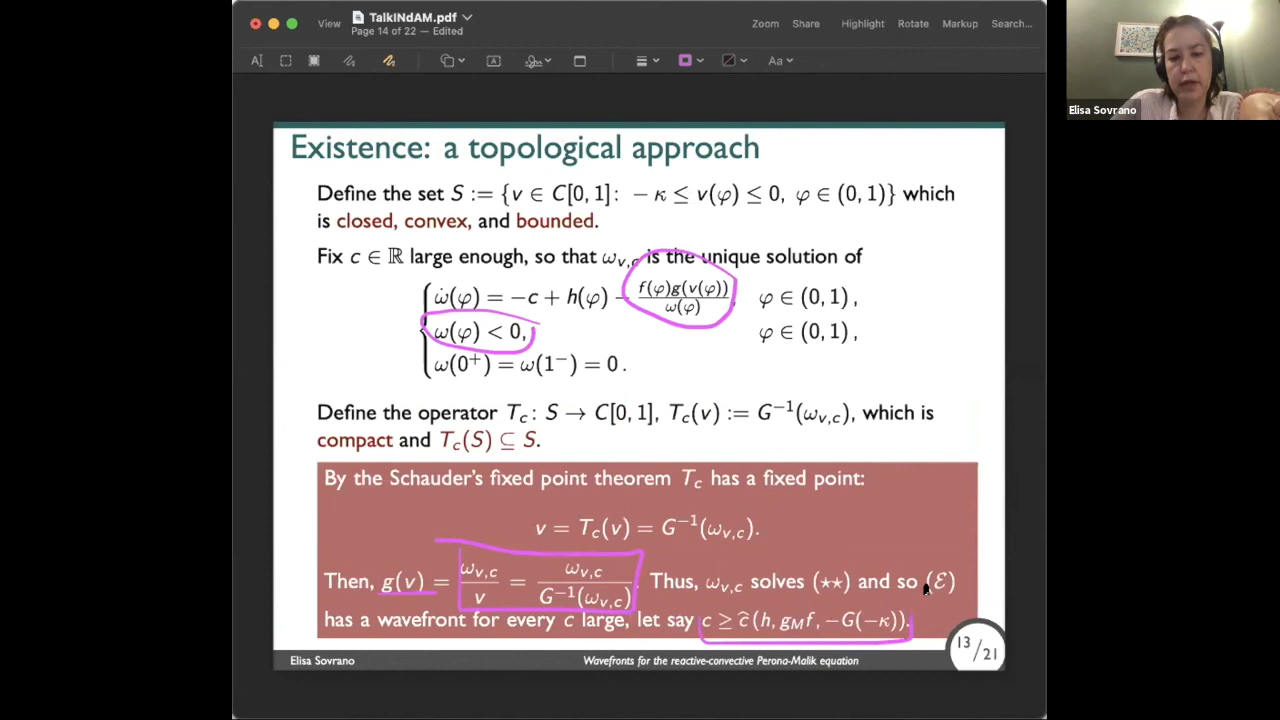 View
TalkINdAM.pdf
Page 14 of 22 — Edited
Zoom Share Highlight Rotate Markup Search...
Aa
Elisa Sovrano
Existence: a topological approach
Define the set S := {v ∈ C[0, 1]: − κ ≤ v(φ) ≤ 0, φ ∈ (0, 1)} which
is closed, convex, and bounded.
Fix c ∈ ℝ large enough, so that ω_{v,c} is the unique solution of
ω̇(φ) = −c + h(φ) − f(φ)g(v(φ))/ω(φ), φ ∈ (0, 1),
ω(φ) < 0, φ ∈ (0, 1),
ω(0⁺) = ω(1⁻) = 0.
Define the operator T_c: S → C[0, 1], T_c(v) := G⁻¹(ω_{v,c}), which is
compact and T_c(S) ⊆ S.
By the Schauder's fixed point theorem T_c has a fixed point:
v = T_c(v) = G⁻¹(ω_{v,c}).
Then, g(v) = ω_{v,c}/v = ω_{v,c}/G⁻¹(ω_{v,c}). Thus, ω_{v,c} solves (⋆⋆) and so (ℰ)
has a wavefront for every c large, let say c ≥ ĉ(h, g_M f, −G(−κ)).
Elisa Sovrano Wavefronts for the reactive-convective Perona-Malik equation 13/21